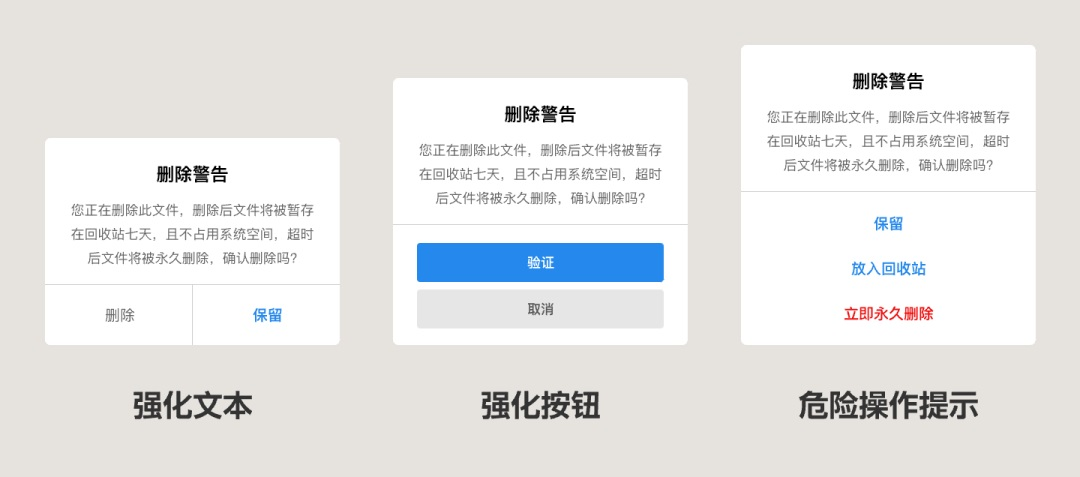 删除警告
您正在删除此文件，删除后文件将被暂存
在回收站七天，且不占用系统空间，超时
后文件将被永久删除，确认删除吗?
删除
保留
强化文本
删除警告
您正在删除此文件，删除后文件将被暂存
在回收站七天，且不占用系统空间，超时
后文件将被永久删除，确认删除吗?
验证
取消
强化按钮
删除警告
您正在删除此文件，删除后文件将被暂存
在回收站七天，且不占用系统空间，超时
后文件将被永久删除，确认删除吗?
保留
放入回收站
立即永久删除
危险操作提示